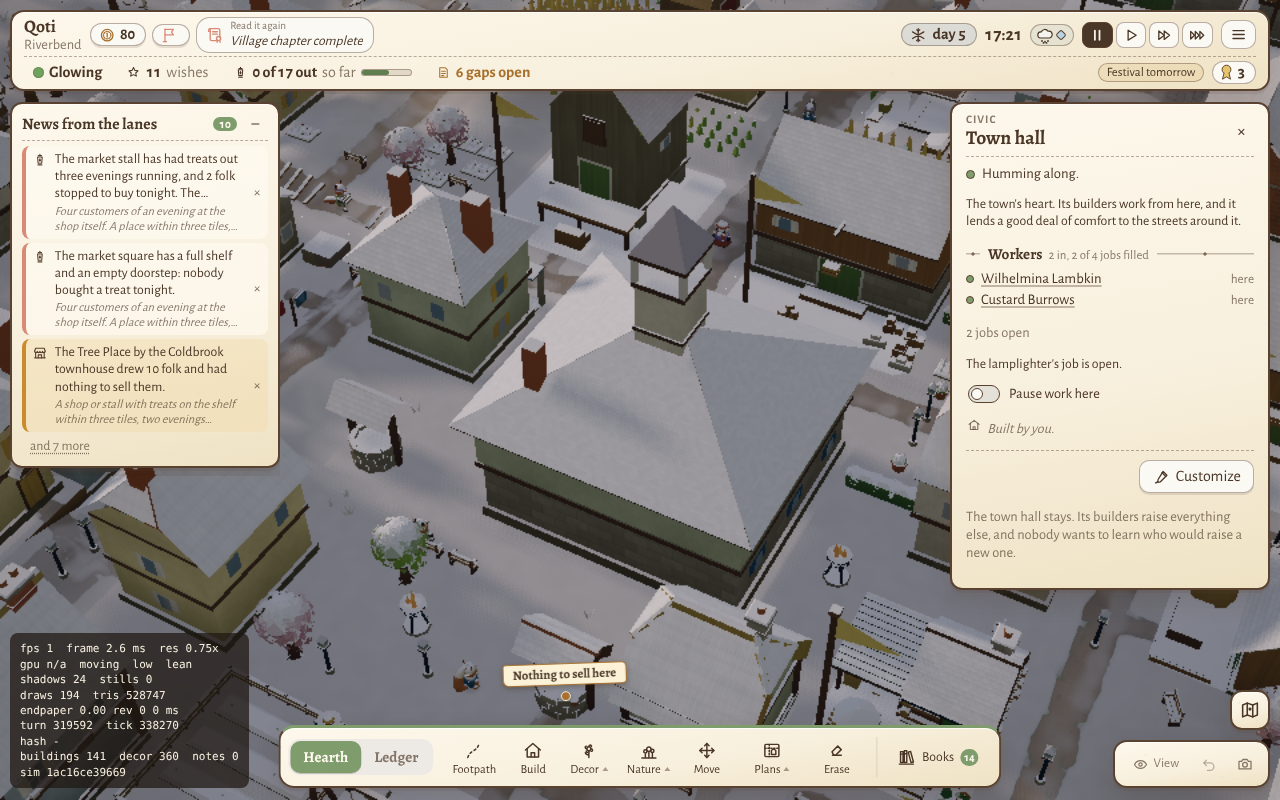 Qoti
Riverbend
80
Read it again
Village chapter complete
day 5
17:21
Glowing
11 wishes
0 of 17 out so far
6 gaps open
Festival tomorrow
3
News from the lanes
10
The market stall has had treats out
three evenings running, and 2 folk
stopped to buy tonight. The…
Four customers of an evening at the
shop itself. A place within three tiles,…
The market square has a full shelf
and an empty doorstep: nobody
bought a treat tonight.
Four customers of an evening at the
shop itself. A place within three tiles,…
The Tree Place by the Coldbrook
townhouse drew 10 folk and had
nothing to sell them.
A shop or stall with treats on the shelf
within three tiles, two evenings…
and 7 more
CIVIC
Town hall
Humming along.
The town's heart. Its builders work from here, and it
lends a good deal of comfort to the streets around it.
Workers 2 in, 2 of 4 jobs filled
Wilhelmina Lambkin here
Custard Burrows here
2 jobs open
The lamplighter's job is open.
Pause work here
Built by you.
Customize
The town hall stays. Its builders raise everything
else, and nobody wants to learn who would raise a
new one.
Nothing to sell here
fps 1 frame 2.6 ms res 0.75x
gpu n/a moving low lean
shadows 24 stills 0
draws 194 tris 528747
endpaper 0.00 rev 0 0 ms
turn 319592 tick 338270
hash -
buildings 141 decor 360 notes 0
sim 1ac16ce39669
Hearth
Ledger
Footpath
Build
Decor
Nature
Move
Plans
Erase
Books 14
View